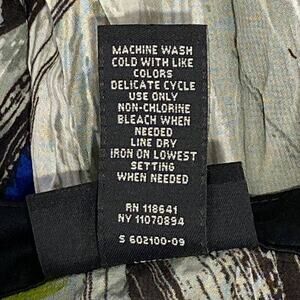 MACHINE WASH
COLD WITH LIKE
COLORS
DELICATE CYCLE
USE ONLY
NON-CHLORINE
BLEACH WHEN
NEEDED
LINE DRY
IRON ON LOWEST
SETTING
WHEN NEEDED
RN 118641
NY 11070894
S 602100-09